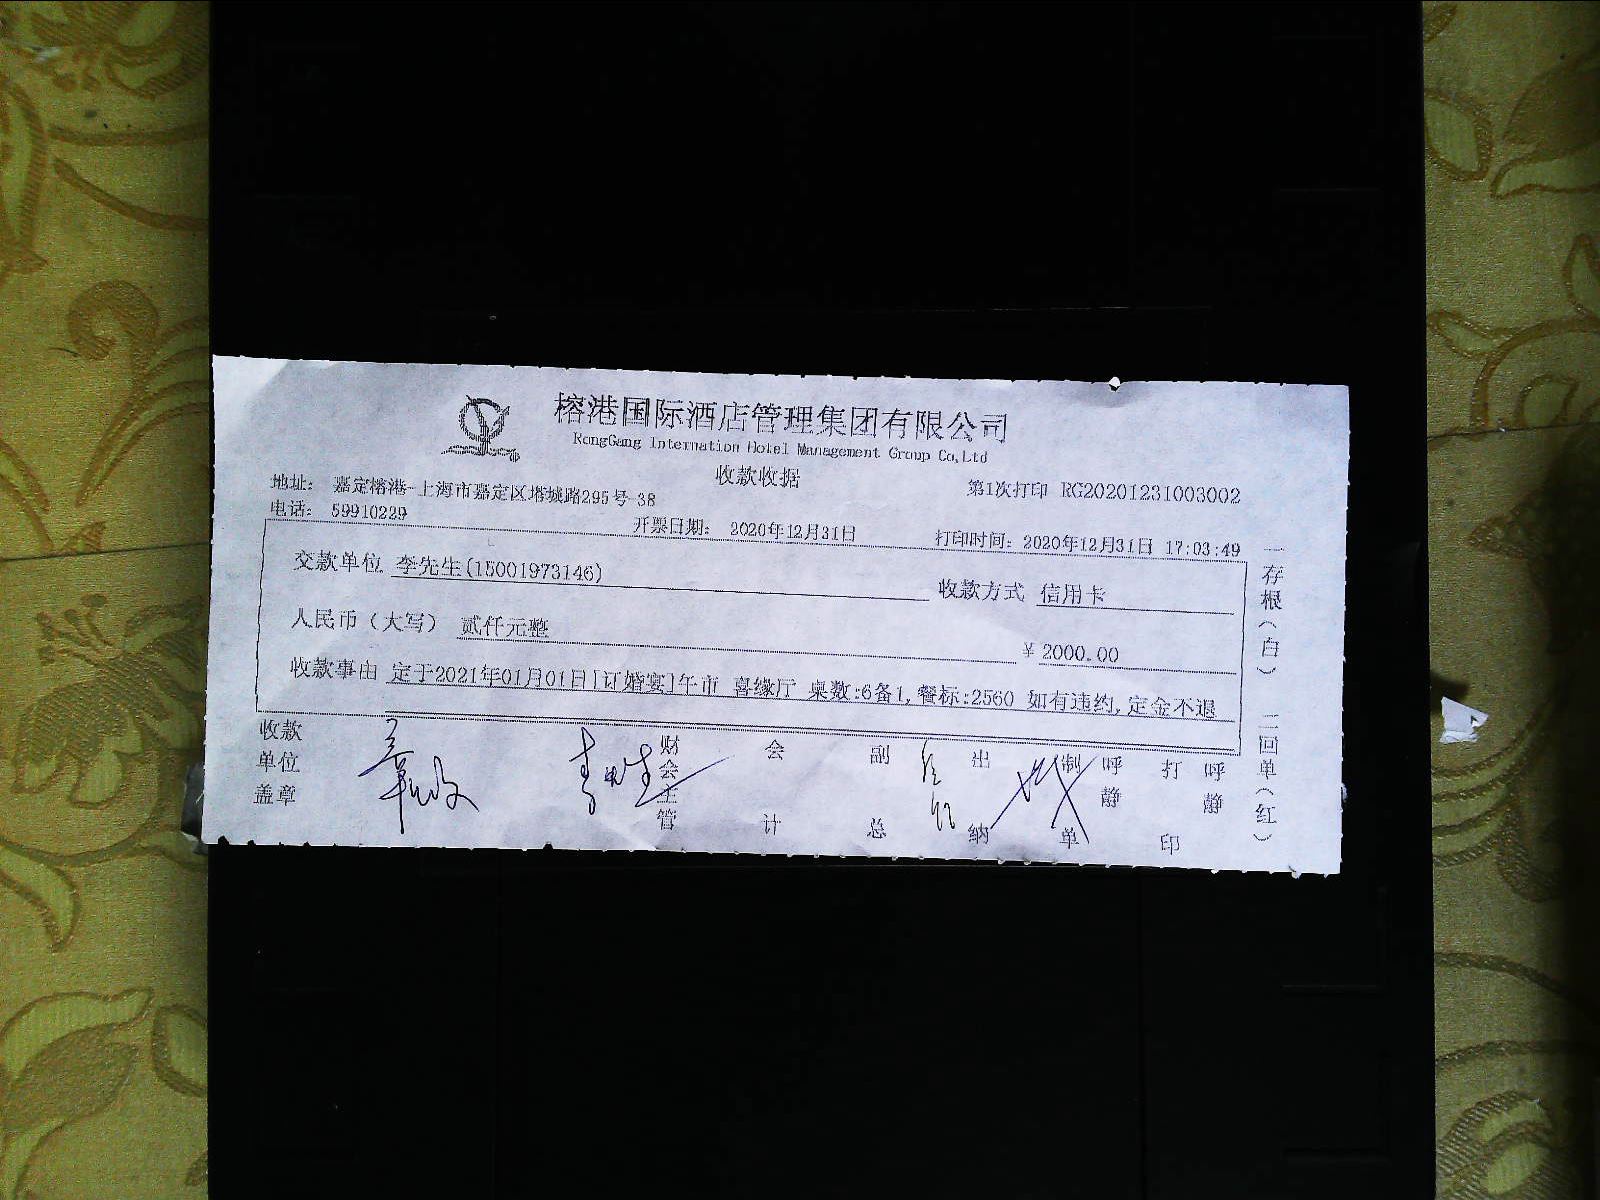 榕港国际酒店管理集团有限公司
RongGang Internation Hotel Management Group Co,Ltd
收款收据
地址： 嘉定榕港-上海市嘉定区塔城路295号-38
第1次打印 RG20201231003002
电话： 59910229
开票日期： 2020年12月31日
打印时间：2020年12月31日 17:03:49
交款单位 李先生(15001973146)
收款方式 信用卡
人民币（大写） 贰仟元整
￥2000.00
收款事由 定于2021年01月01日[订婚宴]午市 喜缘厅 桌数:6备1,餐标:2560 如有违约,定金不退
收款单位盖章
财会主管
会计
副总
出纳
制单
呼静
打印
呼静
一存根（白）
二回单（红）